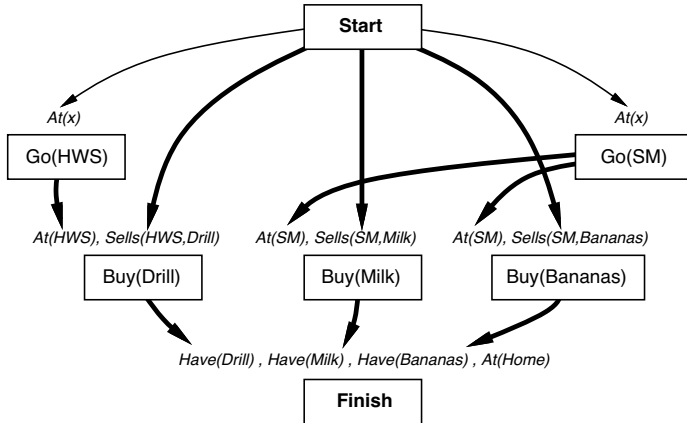 Start
At(x) At(x)
Go(HWS) Go(SM)
At(HWS), Sells(HWS,Drill) At(SM), Sells(SM,Milk) At(SM), Sells(SM,Bananas)
Buy(Drill) Buy(Milk) Buy(Bananas)
Have(Drill) , Have(Milk) , Have(Bananas) , At(Home)
Finish